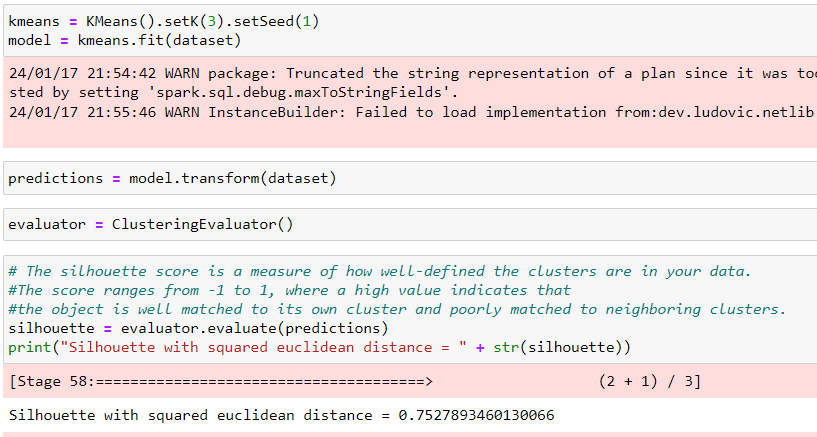 kmeans = KMeans().setK(3).setSeed(1)
model = kmeans.fit(dataset)
24/01/17 21:54:42 WARN package: Truncated the string representation of a plan since it was too
sted by setting 'spark.sql.debug.maxToStringFields'.
24/01/17 21:55:46 WARN InstanceBuilder: Failed to load implementation from:dev.ludovic.netlib
predictions = model.transform(dataset)
evaluator = ClusteringEvaluator()
# The silhouette score is a measure of how well-defined the clusters are in your data.
#The score ranges from -1 to 1, where a high value indicates that
#the object is well matched to its own cluster and poorly matched to neighboring clusters.
silhouette = evaluator.evaluate(predictions)
print("Silhouette with squared euclidean distance = " + str(silhouette))
[Stage 58:======================================>                   (2 + 1) / 3]
Silhouette with squared euclidean distance = 0.7527893460130066